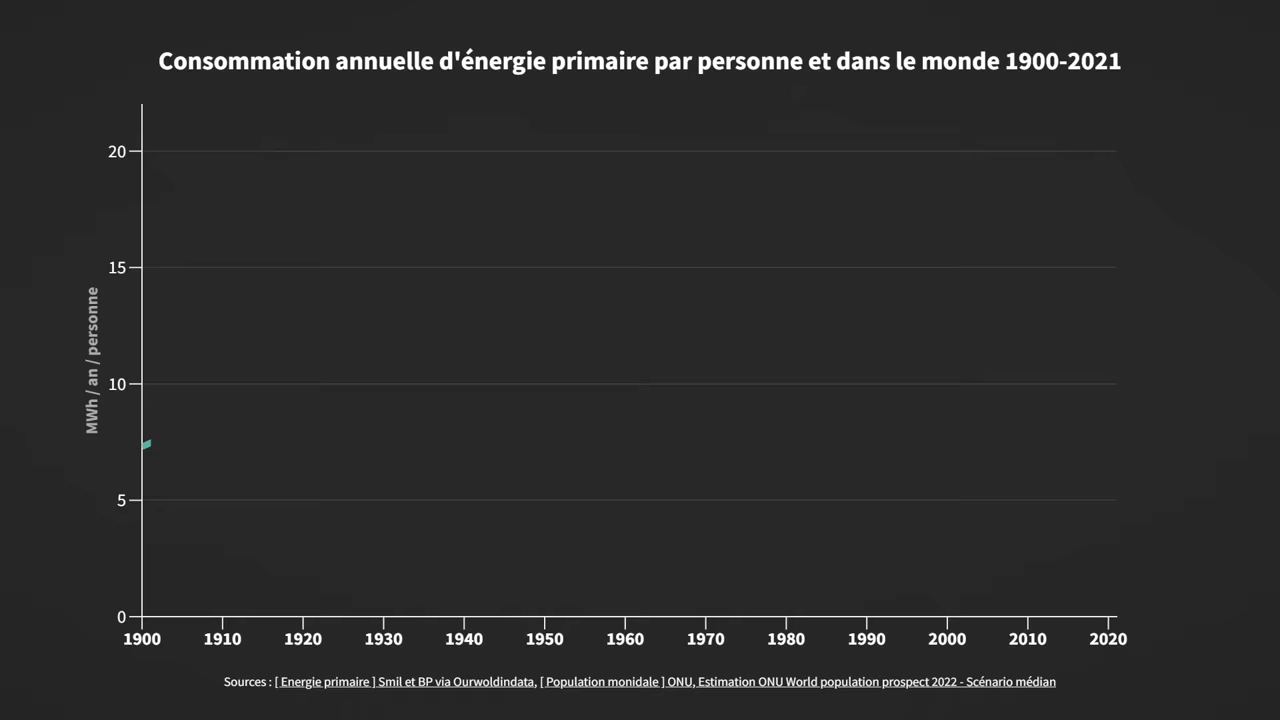 Consommation annuelle d'énergie primaire par personne et dans le monde 1900-2021
20
15
10
5
0
MWh / an / personne
1900 1910 1920 1930 1940 1950 1960 1970 1980 1990 2000 2010 2020
Sources : [ Energie primaire ] Smil et BP via Ourwoldindata, [ Population monidale ] ONU, Estimation ONU World population prospect 2022 - Scénario médian